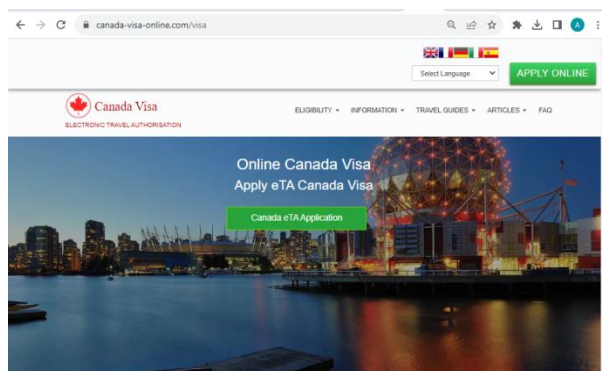 canada-visa-online.com/visa
A
Select Language
APPLY ONLINE
Canada Visa
ELECTRONIC TRAVEL AUTHORISATION
ELIGIBILITY INFORMATION TRAVEL GUIDES ARTICLES FAQ
Online Canada Visa
Apply eTA Canada Visa
Canada eTA Application